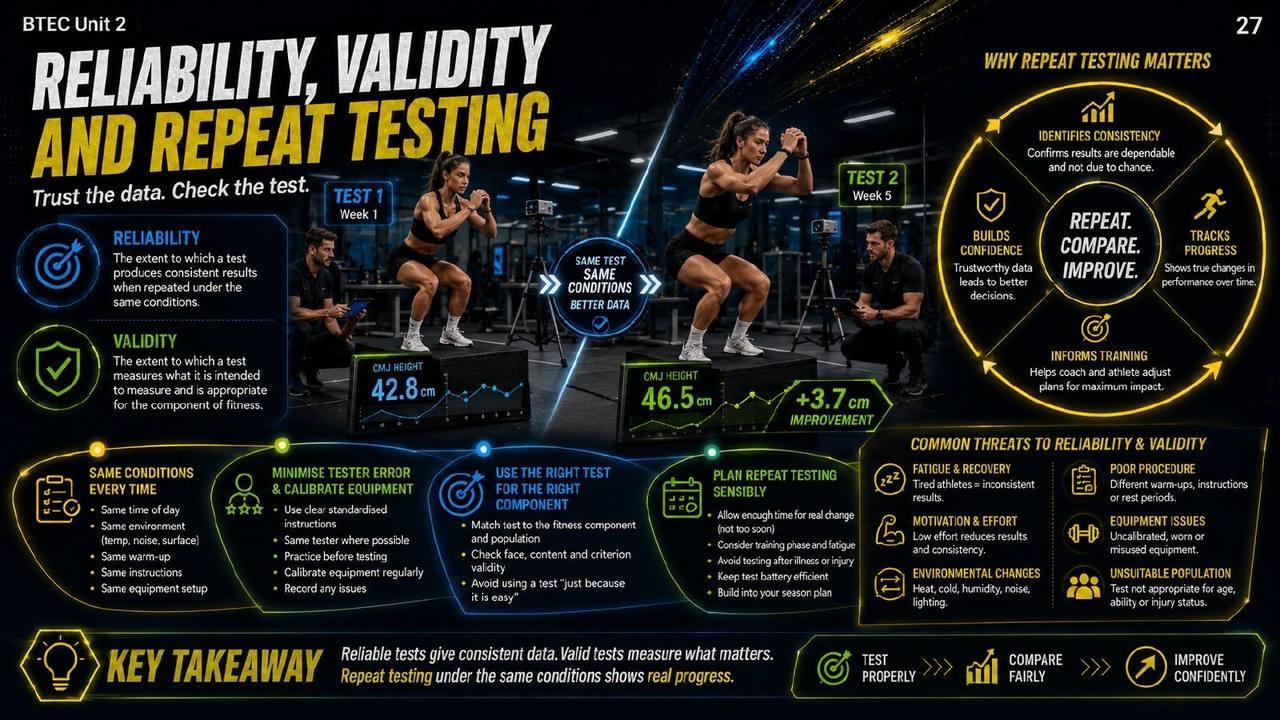 BTEC Unit 2
27
RELIABILITY, VALIDITY
AND REPEAT TESTING
Trust the data. Check the test.
RELIABILITY
The extent to which a test
produces consistent results
when repeated under the
same conditions.
VALIDITY
The extent to which a test
measures what it is intended
to measure and is appropriate
for the component of fitness.
TEST 1
Week 1
CMJ HEIGHT
42.8 cm
SAME TEST
SAME
CONDITIONS
BETTER DATA
TEST 2
Week 5
CMJ HEIGHT
46.5 cm
+3.7 cm
IMPROVEMENT
WHY REPEAT TESTING MATTERS
IDENTIFIES CONSISTENCY
Confirms results are dependable
and not due to chance.
BUILDS
CONFIDENCE
Trustworthy data
leads to better
decisions.
REPEAT.
COMPARE.
IMPROVE.
TRACKS
PROGRESS
Shows true changes in
performance over time.
INFORMS TRAINING
Helps coach and athlete adjust
plans for maximum impact.
SAME CONDITIONS
EVERY TIME
• Same time of day
• Same environment
(temp, noise, surface)
• Same warm-up
• Same instructions
• Same equipment setup
MINIMISE TESTER ERROR
& CALIBRATE EQUIPMENT
• Use clear standardised
instructions
• Same tester where possible
• Practice before testing
• Calibrate equipment regularly
• Record any issues
USE THE RIGHT TEST
FOR THE RIGHT
COMPONENT
• Match test to the fitness component
and population
• Check face, content and criterion
validity
• Avoid using a test "just because
it is easy"
PLAN REPEAT TESTING
SENSIBLY
• Allow enough time for real change
(not too soon)
• Consider training phase and fatigue
• Avoid testing after illness or injury
• Keep test battery efficient
• Build into your season plan
COMMON THREATS TO RELIABILITY & VALIDITY
FATIGUE & RECOVERY
Tired athletes = inconsistent
results.
MOTIVATION & EFFORT
Low effort reduces results
and consistency.
ENVIRONMENTAL CHANGES
Heat, cold, humidity, noise,
lighting.
POOR PROCEDURE
Different warm-ups, instructions
or rest periods.
EQUIPMENT ISSUES
Uncalibrated, worn or
misused equipment.
UNSUITABLE POPULATION
Test not appropriate for age,
ability or injury status.
KEY TAKEAWAY
Reliable tests give consistent data. Valid tests measure what matters.
Repeat testing under the same conditions shows real progress.
TEST
PROPERLY
COMPARE
FAIRLY
IMPROVE
CONFIDENTLY